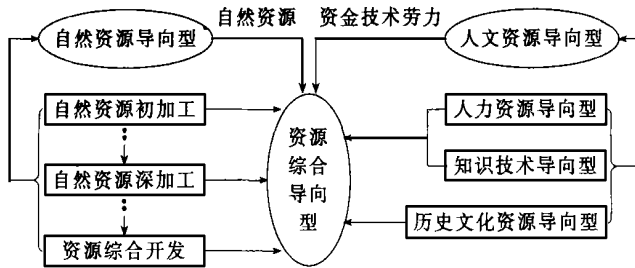 自然资源
资金技术劳力
自然资源导向型
人文资源导向型
自然资源初加工
自然资源深加工
资源综合开发
资源
综合
导向
型
人力资源导向型
知识技术导向型
历史文化资源导向型